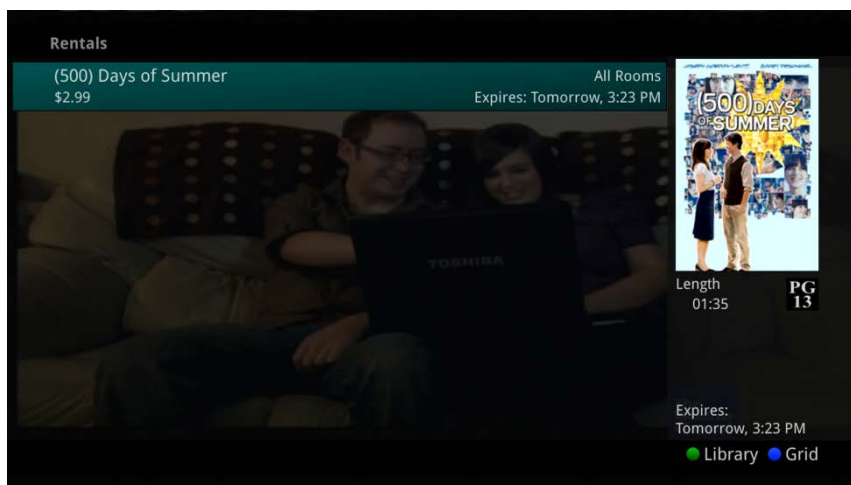 Rentals
(500) Days of Summer
All Rooms
$2.99
Expires: Tomorrow, 3:23 PM
(500) DAYS
OF SUMMER
TOSHIBA
Length
01:35
PG
13
Expires:
Tomorrow, 3:23 PM
Library
Grid